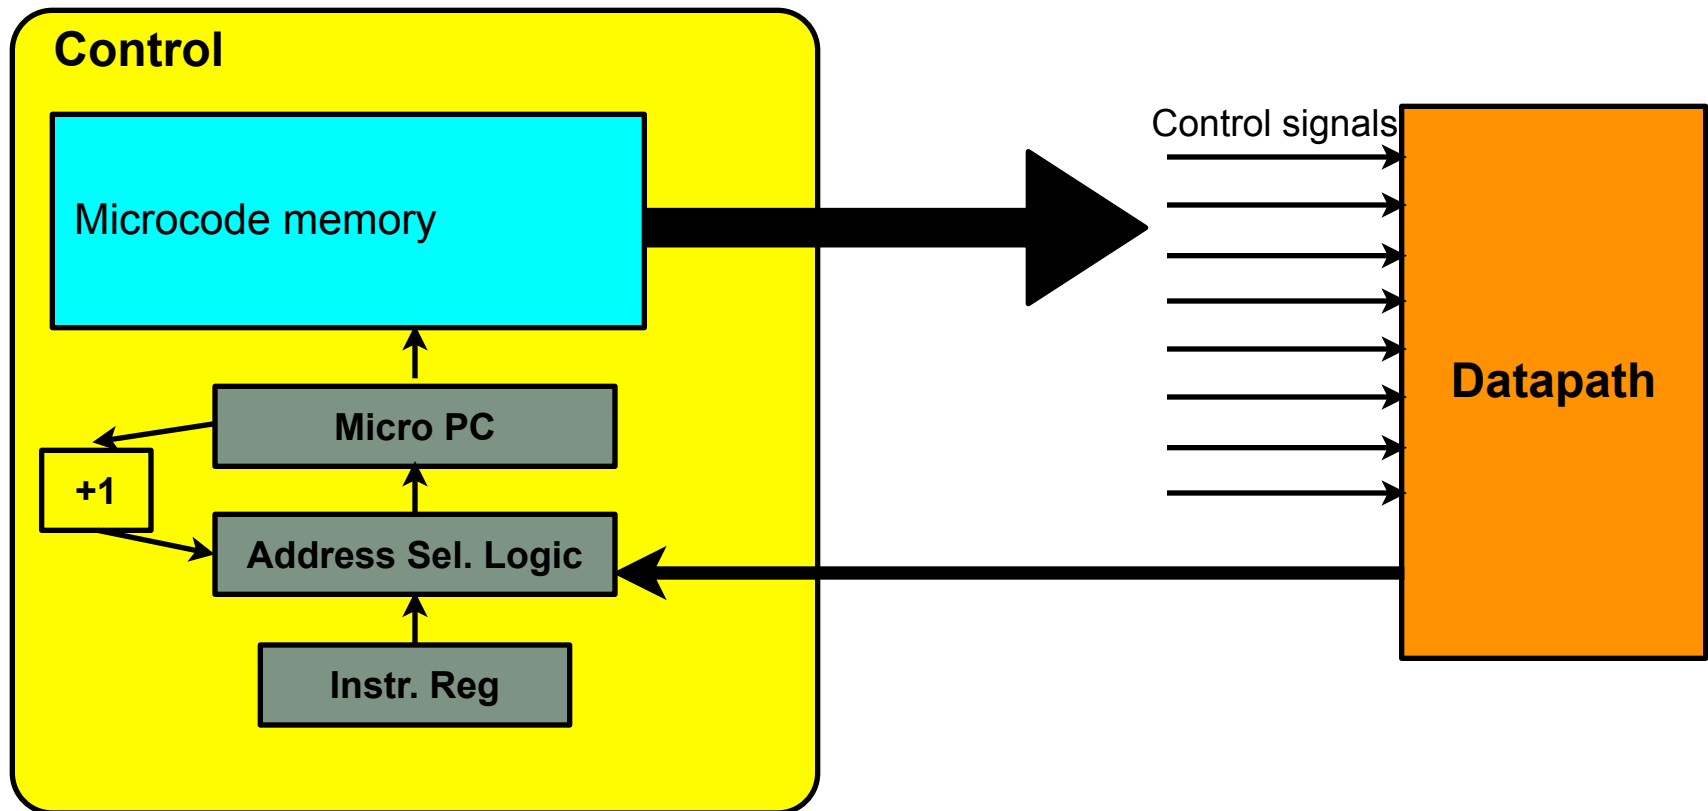 Control
Control signals
Microcode memory
Datapath
Micro PC
+1
Address Sel. Logic
Instr. Reg